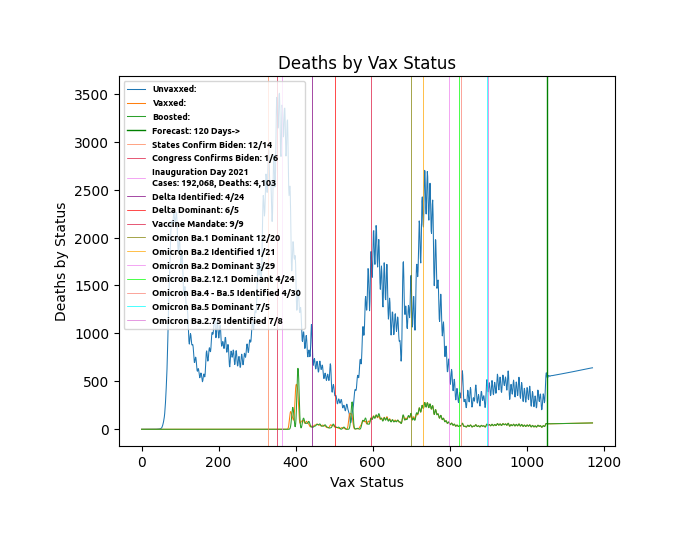 Deaths by Vax Status
3500
3000
2500
2000
1500
1000
500
0
Deaths by Status
Unvaxxed:
Vaxxed:
Boosted:
Forecast: 120 Days->
States Confirm Biden: 12/14
Congress Confirms Biden: 1/6
Inauguration Day 2021
Cases: 192,068, Deaths: 4,103
Delta Identified: 4/24
Delta Dominant: 6/5
Vaccine Mandate: 9/9
Omicron Ba.1 Dominant 12/20
Omicron Ba.2 Identified 1/21
Omicron Ba.2 Dominant 3/29
Omicron Ba.2.12.1 Dominant 4/24
Omicron Ba.4 - Ba.5 Identified 4/30
Omicron Ba.5 Dominant 7/5
Omicron Ba.2.75 Identified 7/8
0 200 400 600 800 1000 1200
Vax Status